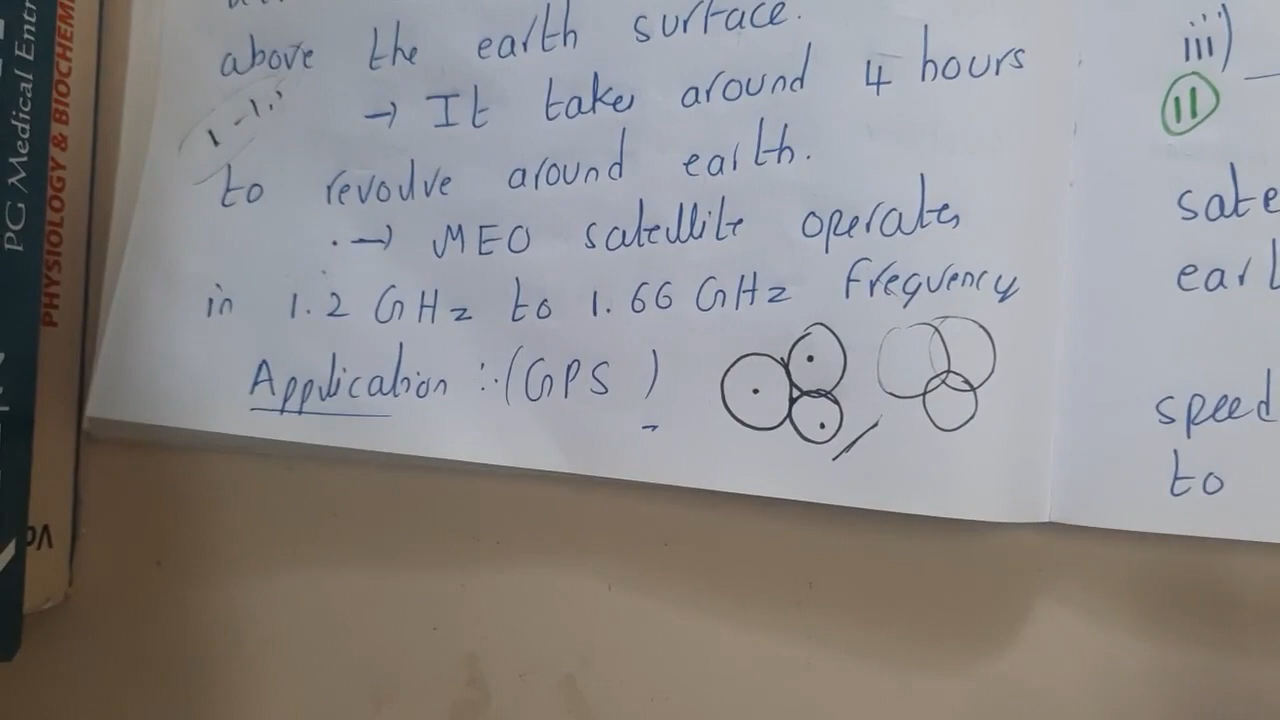 above the earth surface.
→ It take around 4 hours
to revolve around earth.
.→ MEO satellite operates
in 1.2 GHz to 1.66 GHz frequency
Application :. (GPS )
iii)
11
sate
earl
speed
to
PG Medical Entr
PHYSIOLOGY & BIOCHEM